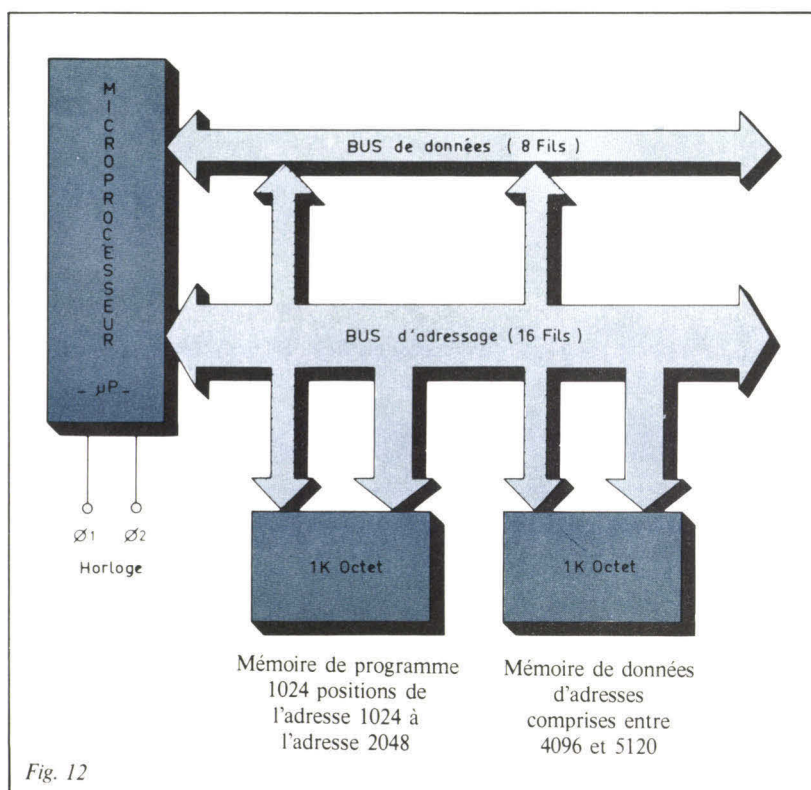 MICROPROCESSEUR
_ µP _
BUS de données ( 8 Fils )
BUS d'adressage (16 Fils )
Ø1 Ø2
Horloge
1K Octet
1K Octet
Mémoire de programme
1024 positions de
l'adresse 1024 à
l'adresse 2048
Mémoire de données
d'adresses
comprises entre
4096 et 5120
Fig. 12